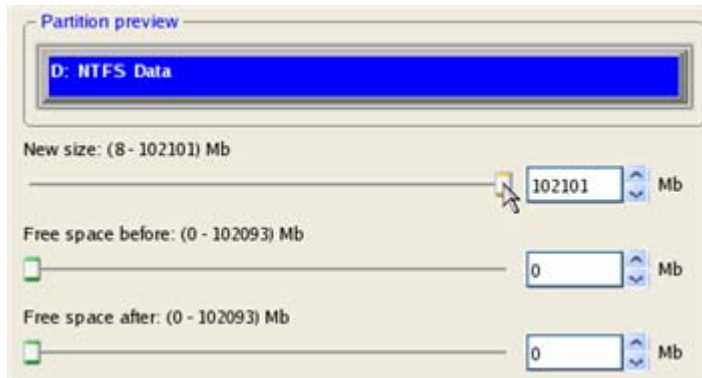 Partition preview
D: NTFS Data
New size: (8 - 102101) Mb
102101 Mb
Free space before: (0 - 102093) Mb
0 Mb
Free space after: (0 - 102093) Mb
0 Mb